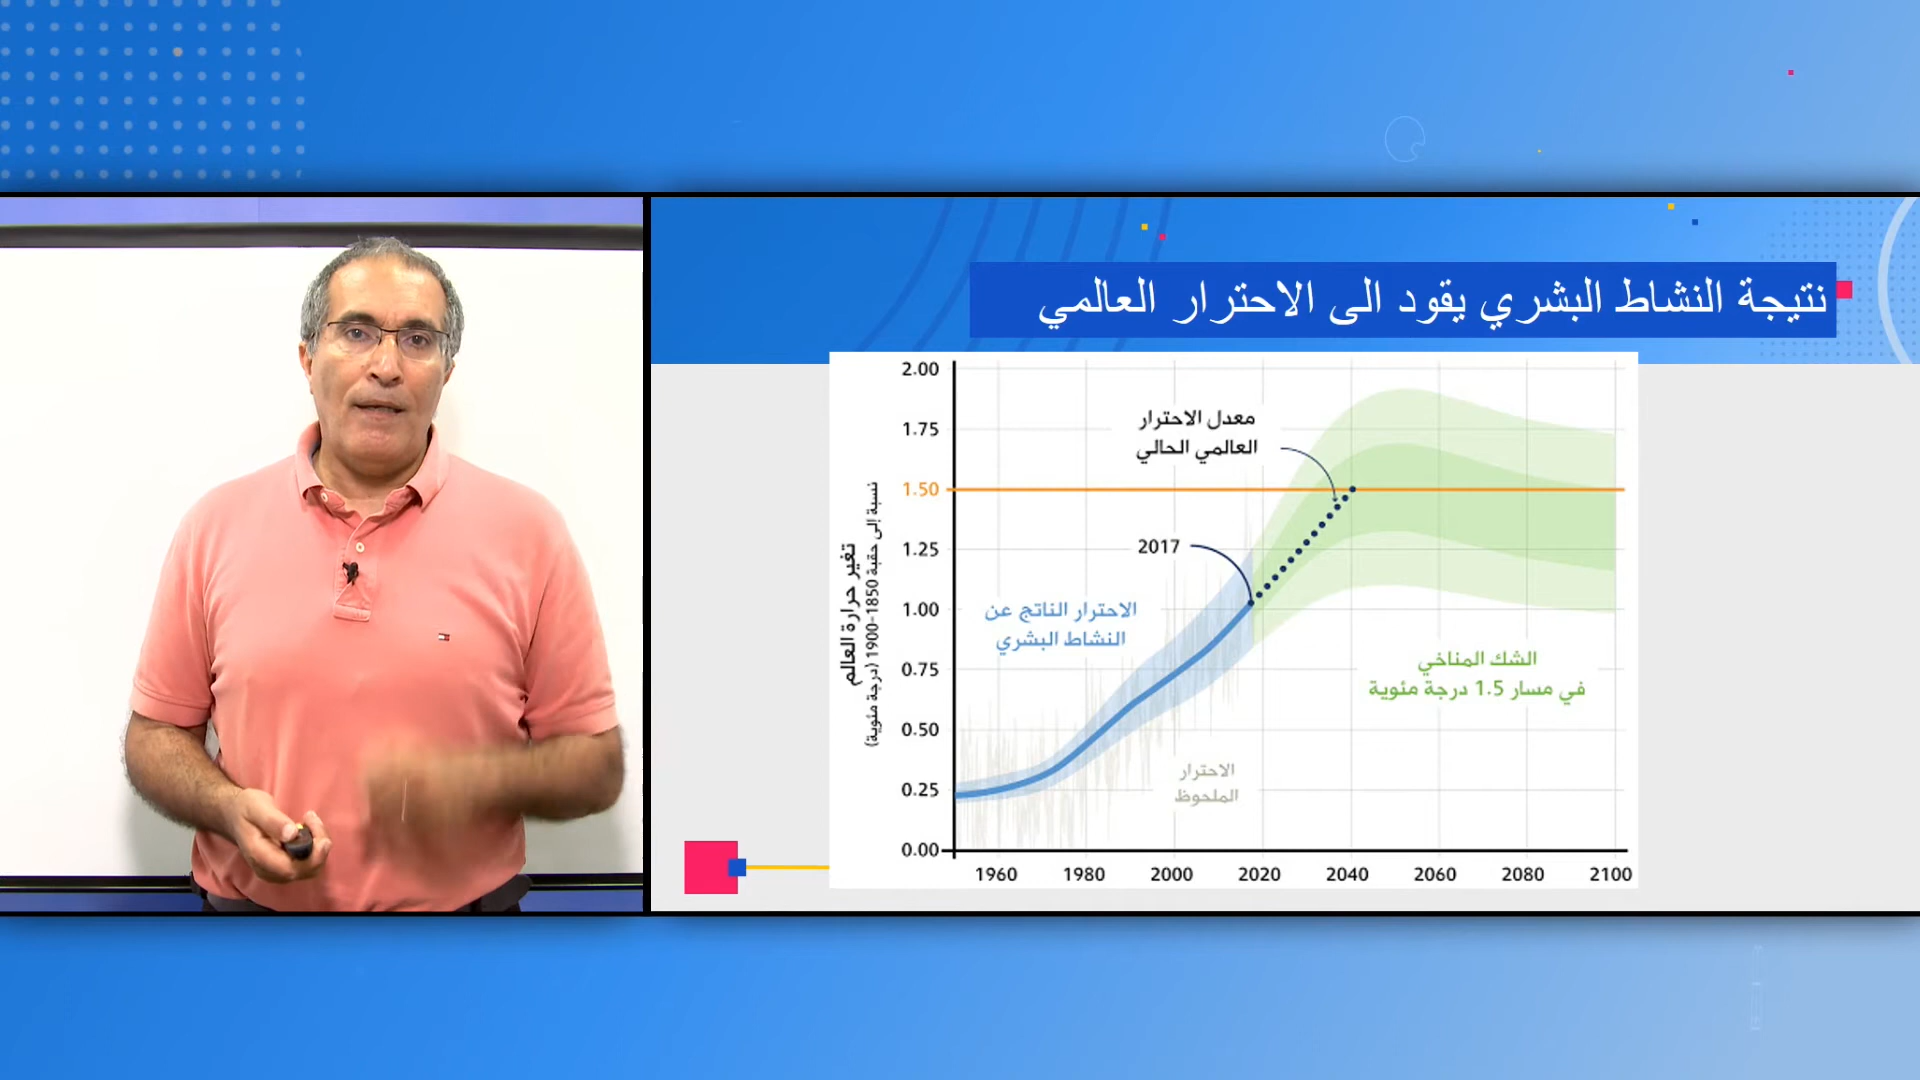 نتيجة النشاط البشري يقود الى الاحترار العالمي
2.00
1.75
1.50
1.25
1.00
0.75
0.50
0.25
0.00
تغير حرارة العالم
نسبة إلى حقبة 1850-1900 (درجة مئوية)
معدل الاحترار
العالمي الحالي
2017
الاحترار الناتج عن
النشاط البشري
الشك المناخي
في مسار 1.5 درجة مئوية
الاحترار
الملحوظ
1960 1980 2000 2020 2040 2060 2080 2100